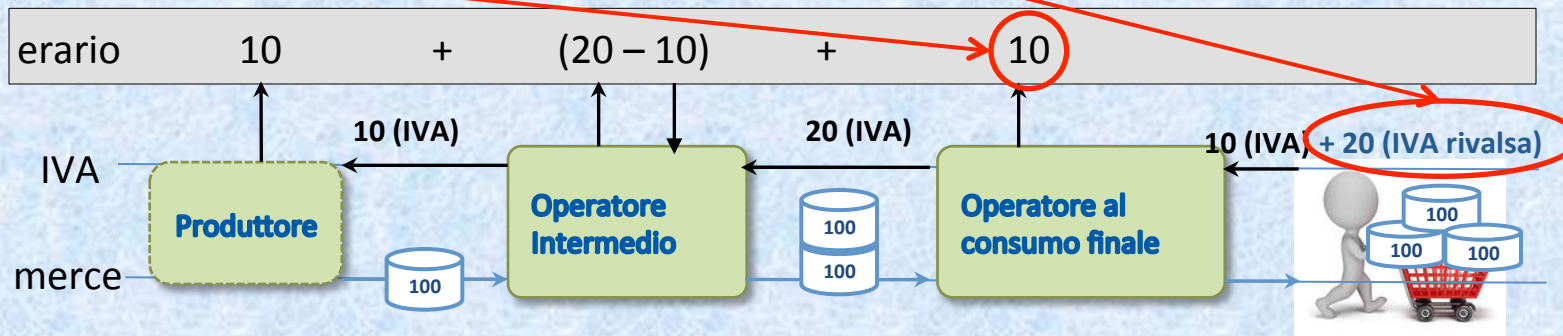 erario 10 + (20 – 10) + 10
10 (IVA) 20 (IVA) 10 (IVA) + 20 (IVA rivalsa)
IVA
Produttore
Operatore
Intermedio
Operatore al
consumo finale
merce
100
100
100
100
100
100